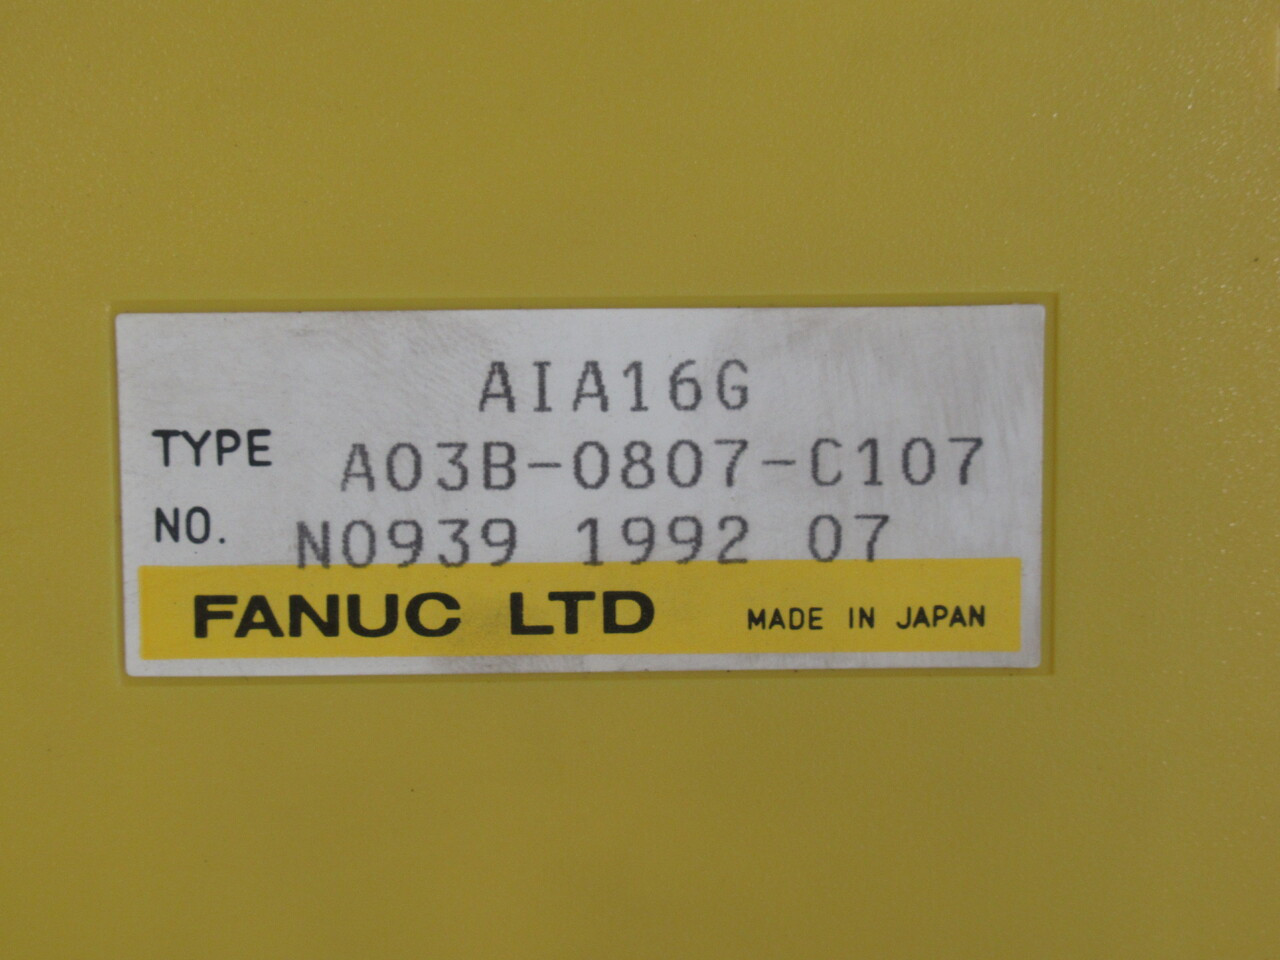 AIA16G
TYPE A03B-0807-C107
NO. N0939 1992 07
FANUC LTD MADE IN JAPAN